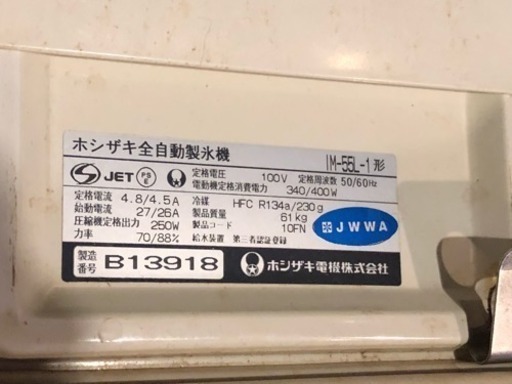 ホシザキ全自動製氷機 IM-55L-1形
S JET PS E 定格電圧 100V 定格周波数 50/60Hz
電動機定格消費電力 340/400W
定格電流 4.8/4.5A 冷媒 HFC R134a/230g
始動電流 27/26A 製品質量 61kg
圧縮機定格出力 250W 製品コード 10FN
力率 70/88% 給水装置 第三者認証登録
JWWA
製造番号 B13918 ホシザキ電機株式会社